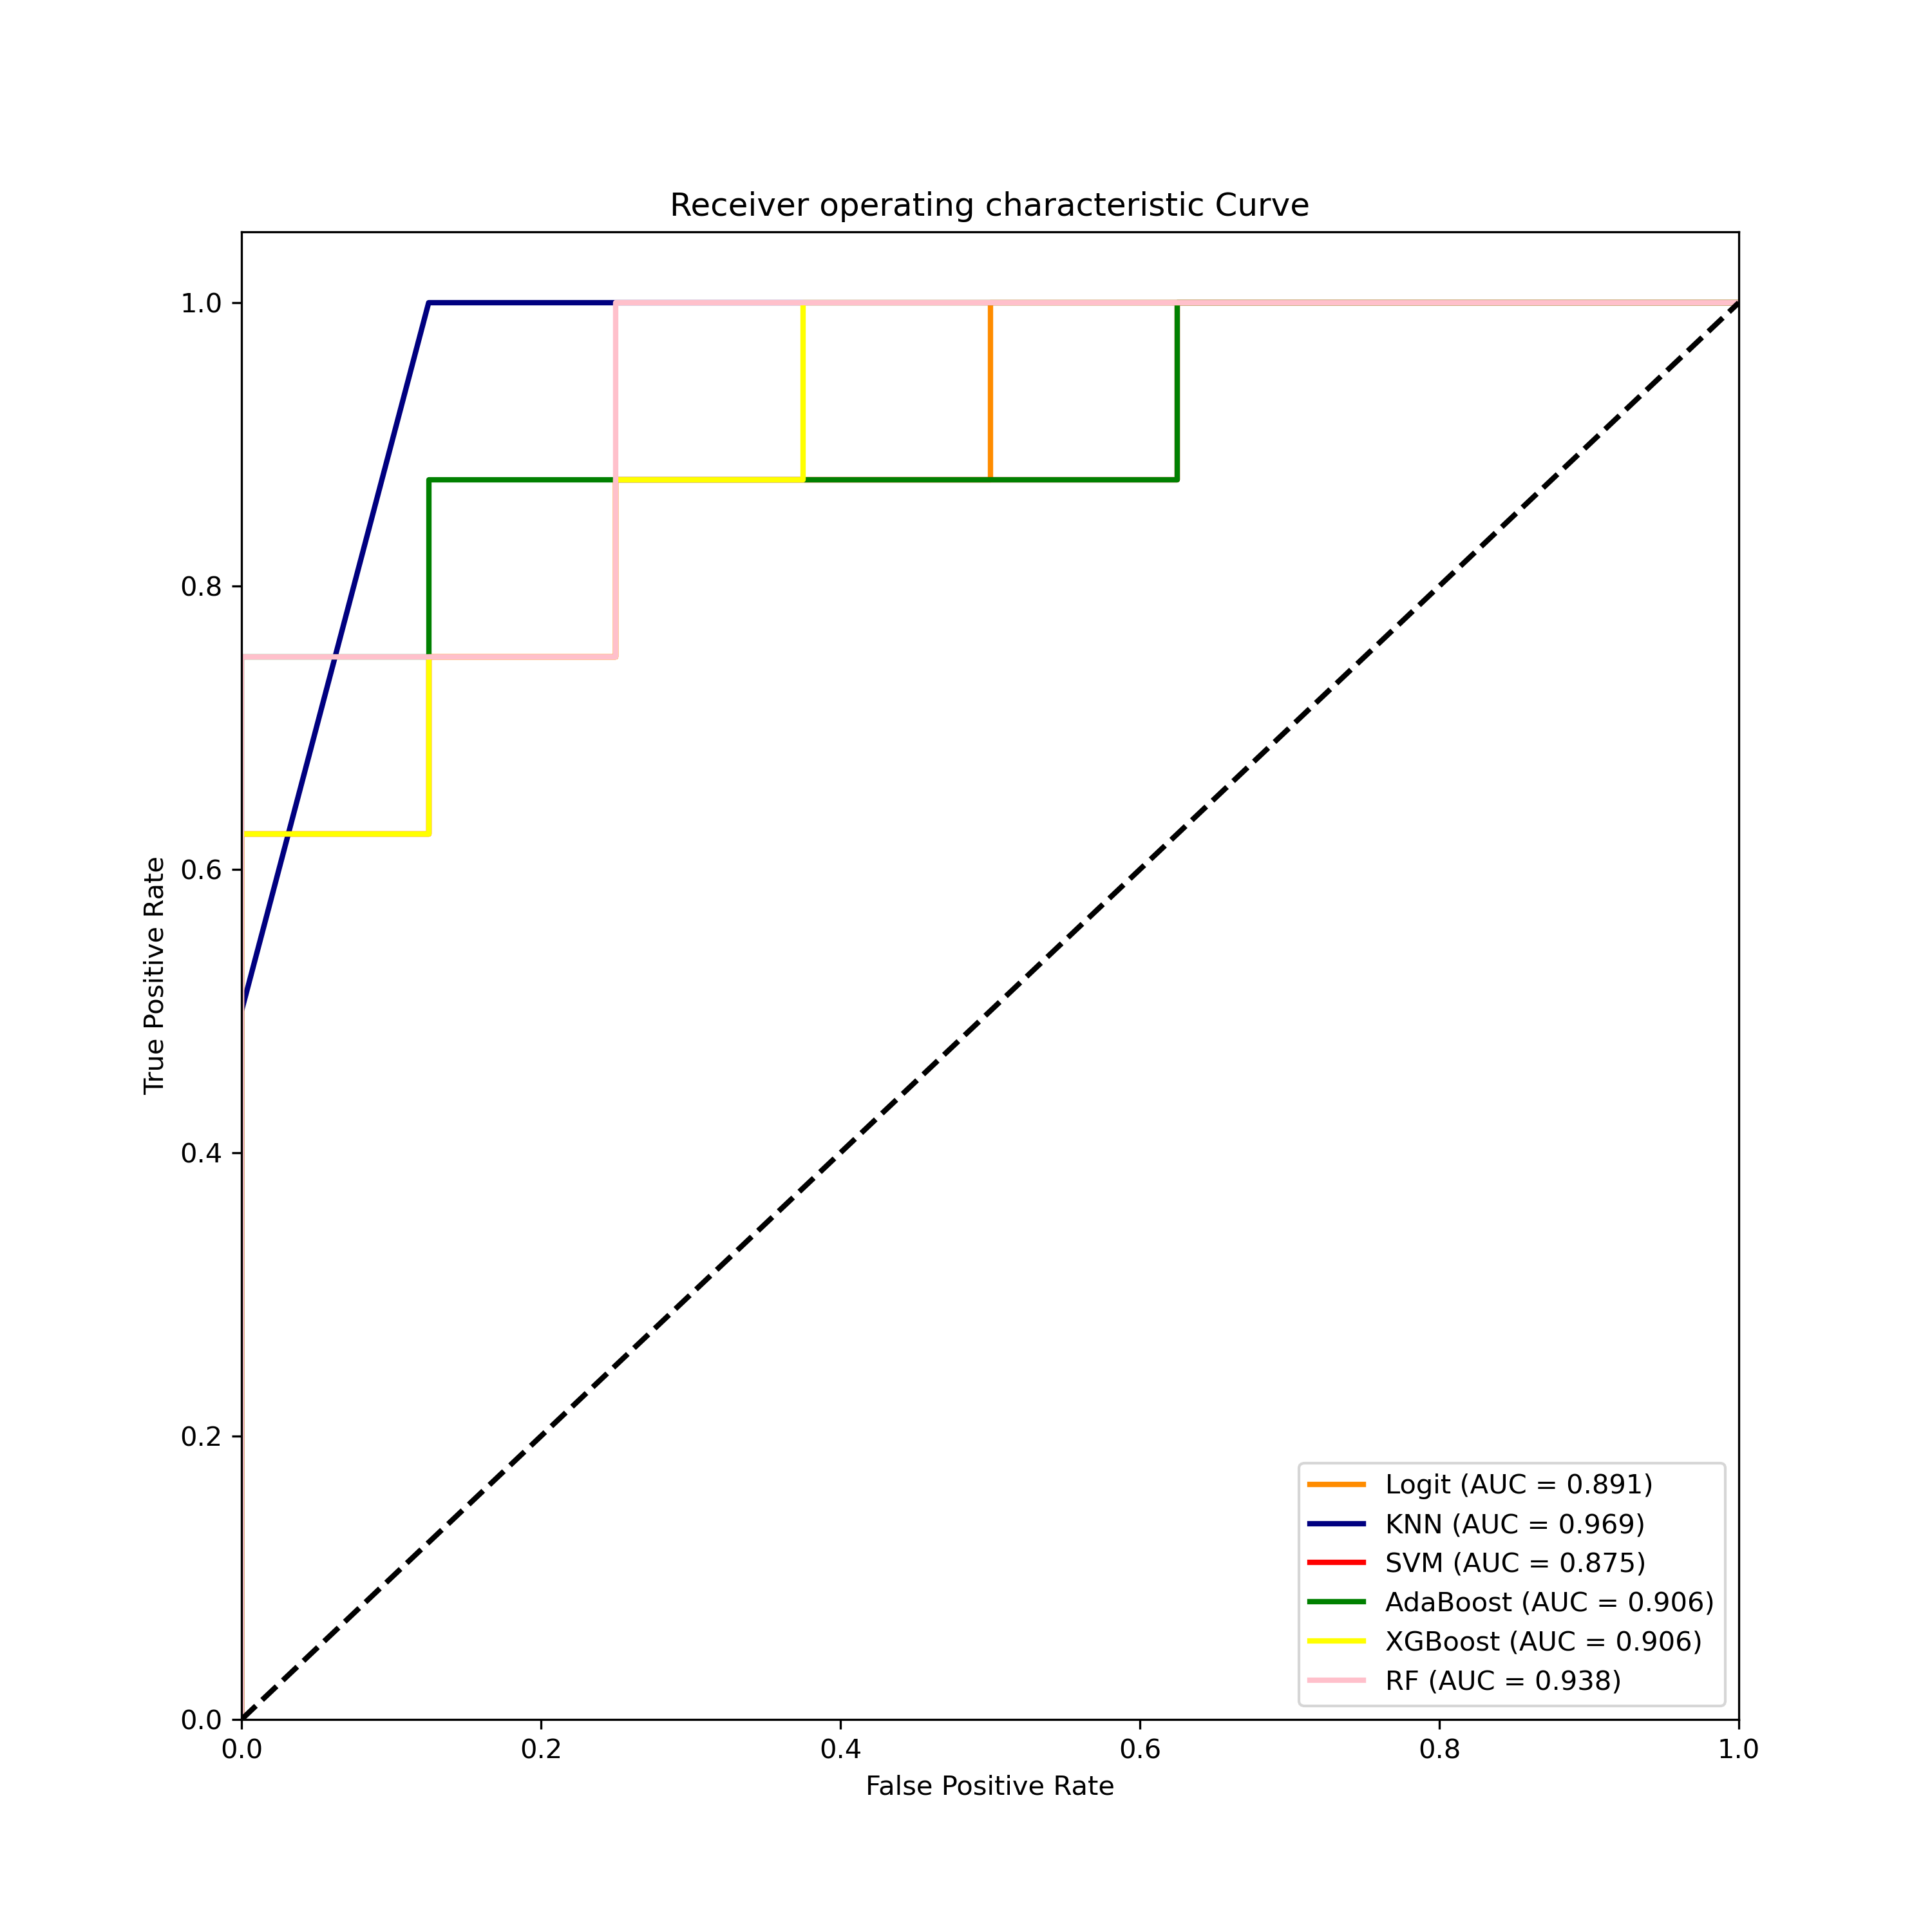 Receiver operating characteristic Curve
1.0
0.8
0.6
0.4
0.2
0.0
True Positive Rate
Logit (AUC = 0.891)
KNN (AUC = 0.969)
SVM (AUC = 0.875)
AdaBoost (AUC = 0.906)
XGBoost (AUC = 0.906)
RF (AUC = 0.938)
0.0 0.2 0.4 0.6 0.8 1.0
False Positive Rate